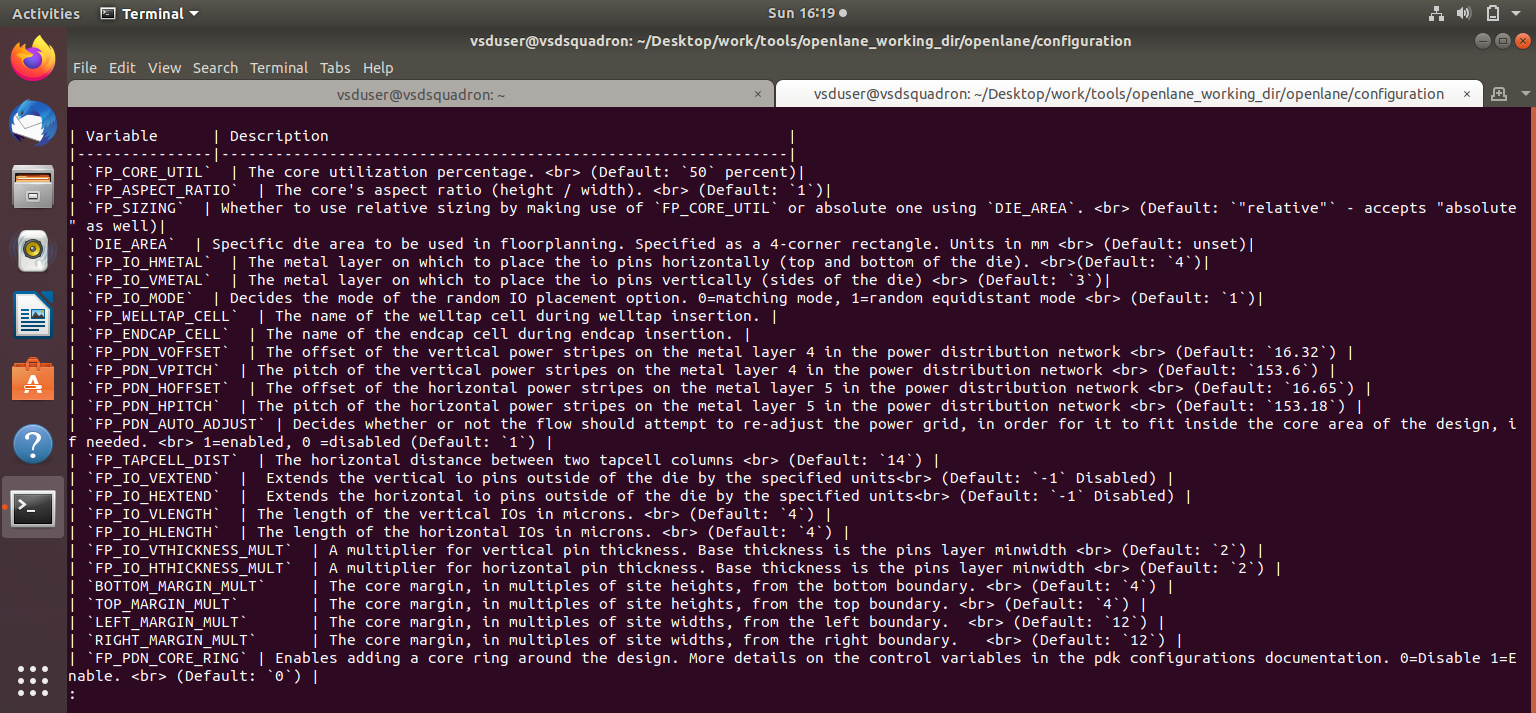 Activities Terminal Sun 16:19
vsduser@vsdsquadron: ~/Desktop/work/tools/openlane_working_dir/openlane/configuration
File Edit View Search Terminal Tabs Help
vsduser@vsdsquadron: ~ × vsduser@vsdsquadron: ~/Desktop/work/tools/openlane_working_dir/openlane/configuration ×
| Variable      | Description                                                   |
|---------------|---------------------------------------------------------------|
| `FP_CORE_UTIL`  | The core utilization percentage. <br> (Default: `50` percent)|
| `FP_ASPECT_RATIO`  | The core's aspect ratio (height / width). <br> (Default: `1`)|
| `FP_SIZING`  | Whether to use relative sizing by making use of `FP_CORE_UTIL` or absolute one using `DIE_AREA`. <br> (Default: `"relative"` - accepts "absolute
" as well)|
| `DIE_AREA`  | Specific die area to be used in floorplanning. Specified as a 4-corner rectangle. Units in mm <br> (Default: unset)|
| `FP_IO_HMETAL`  | The metal layer on which to place the io pins horizontally (top and bottom of the die). <br>(Default: `4`)|
| `FP_IO_VMETAL`  | The metal layer on which to place the io pins vertically (sides of the die) <br> (Default: `3`)|
| `FP_IO_MODE`  | Decides the mode of the random IO placement option. 0=matching mode, 1=random equidistant mode <br> (Default: `1`)|
| `FP_WELLTAP_CELL`  | The name of the welltap cell during welltap insertion. |
| `FP_ENDCAP_CELL`  | The name of the endcap cell during endcap insertion. |
| `FP_PDN_VOFFSET`  | The offset of the vertical power stripes on the metal layer 4 in the power distribution network <br> (Default: `16.32`) |
| `FP_PDN_VPITCH`  | The pitch of the vertical power stripes on the metal layer 4 in the power distribution network <br> (Default: `153.6`) |
| `FP_PDN_HOFFSET`  | The offset of the horizontal power stripes on the metal layer 5 in the power distribution network <br> (Default: `16.65`) |
| `FP_PDN_HPITCH`  | The pitch of the horizontal power stripes on the metal layer 5 in the power distribution network <br> (Default: `153.18`) |
| `FP_PDN_AUTO_ADJUST` | Decides whether or not the flow should attempt to re-adjust the power grid, in order for it to fit inside the core area of the design, i
f needed. <br> 1=enabled, 0 =disabled (Default: `1`) |
| `FP_TAPCELL_DIST`  | The horizontal distance between two tapcell columns <br> (Default: `14`) |
| `FP_IO_VEXTEND`  |  Extends the vertical io pins outside of the die by the specified units<br> (Default: `-1` Disabled) |
| `FP_IO_HEXTEND`  |  Extends the horizontal io pins outside of the die by the specified units<br> (Default: `-1` Disabled) |
| `FP_IO_VLENGTH`  | The length of the vertical IOs in microns. <br> (Default: `4`) |
| `FP_IO_HLENGTH`  | The length of the horizontal IOs in microns. <br> (Default: `4`) |
| `FP_IO_VTHICKNESS_MULT`  | A multiplier for vertical pin thickness. Base thickness is the pins layer minwidth <br> (Default: `2`) |
| `FP_IO_HTHICKNESS_MULT`  | A multiplier for horizontal pin thickness. Base thickness is the pins layer minwidth <br> (Default: `2`) |
| `BOTTOM_MARGIN_MULT`     | The core margin, in multiples of site heights, from the bottom boundary. <br> (Default: `4`) |
| `TOP_MARGIN_MULT`        | The core margin, in multiples of site heights, from the top boundary. <br> (Default: `4`) |
| `LEFT_MARGIN_MULT`       | The core margin, in multiples of site widths, from the left boundary.  <br> (Default: `12`) |
| `RIGHT_MARGIN_MULT`      | The core margin, in multiples of site widths, from the right boundary.   <br> (Default: `12`) |
| `FP_PDN_CORE_RING` | Enables adding a core ring around the design. More details on the control variables in the pdk configurations documentation. 0=Disable 1=E
nable. <br> (Default: `0`) |
: